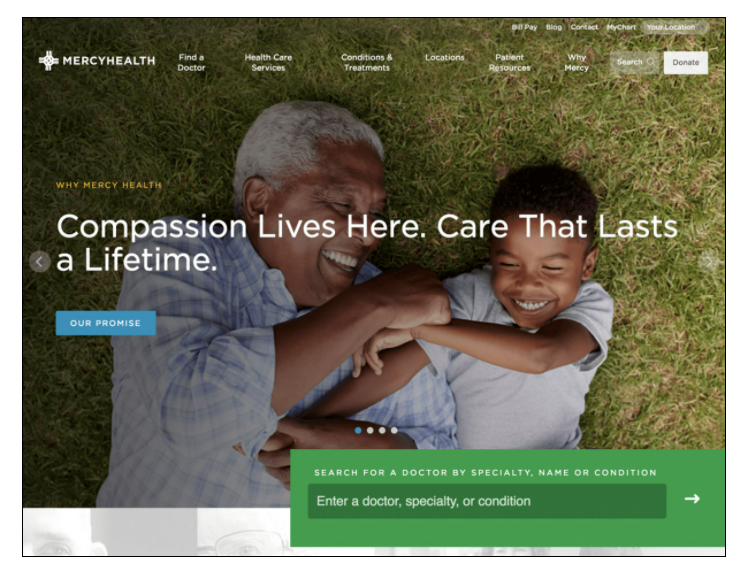 Bill Pay Blog Contact MyChart Your Location
MERCYHEALTH
Find a
Doctor
Health Care
Services
Conditions &
Treatments
Locations
Patient
Resources
Why
Mercy
Search
Donate
WHY MERCY HEALTH
Compassion Lives Here. Care That Lasts
a Lifetime.
OUR PROMISE
SEARCH FOR A DOCTOR BY SPECIALTY, NAME OR CONDITION
Enter a doctor, specialty, or condition